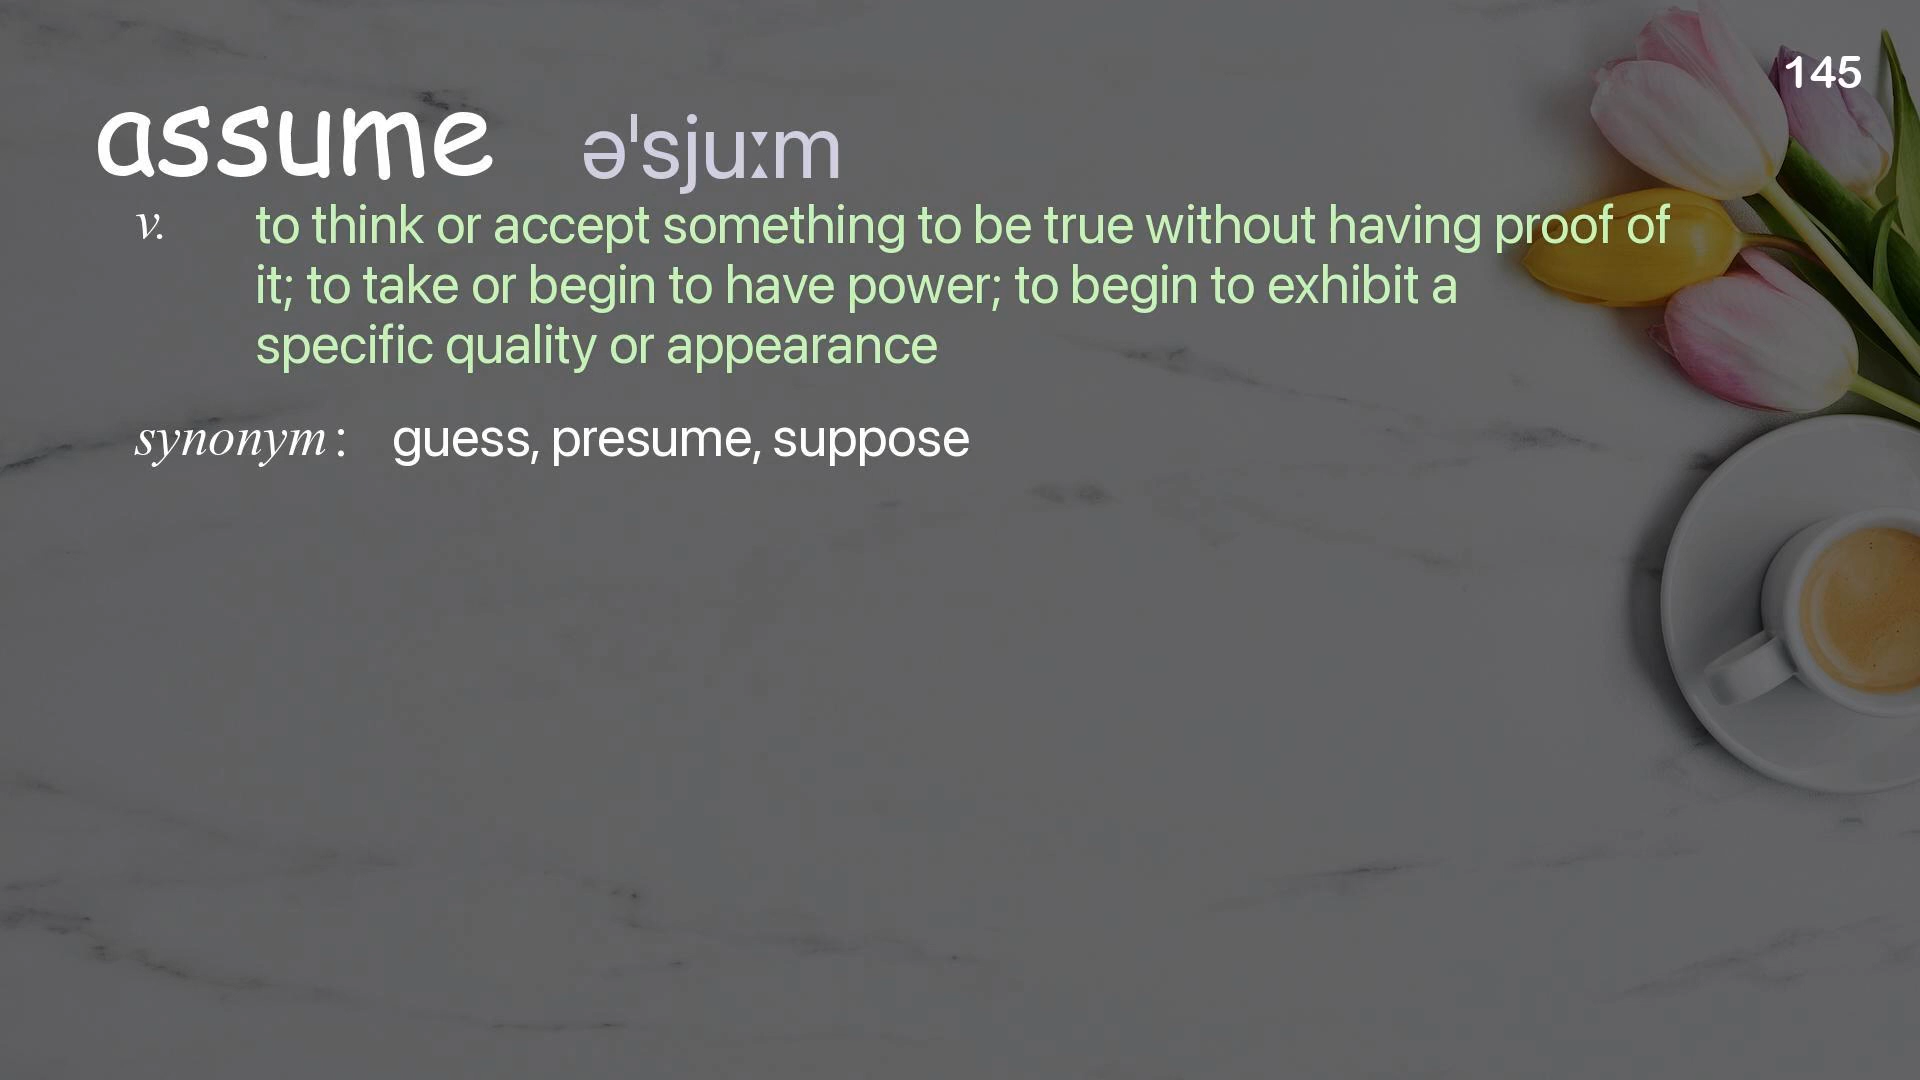 145
assume əˈsjuːm
v. to think or accept something to be true without having proof of
it; to take or begin to have power; to begin to exhibit a
specific quality or appearance
synonym : guess, presume, suppose